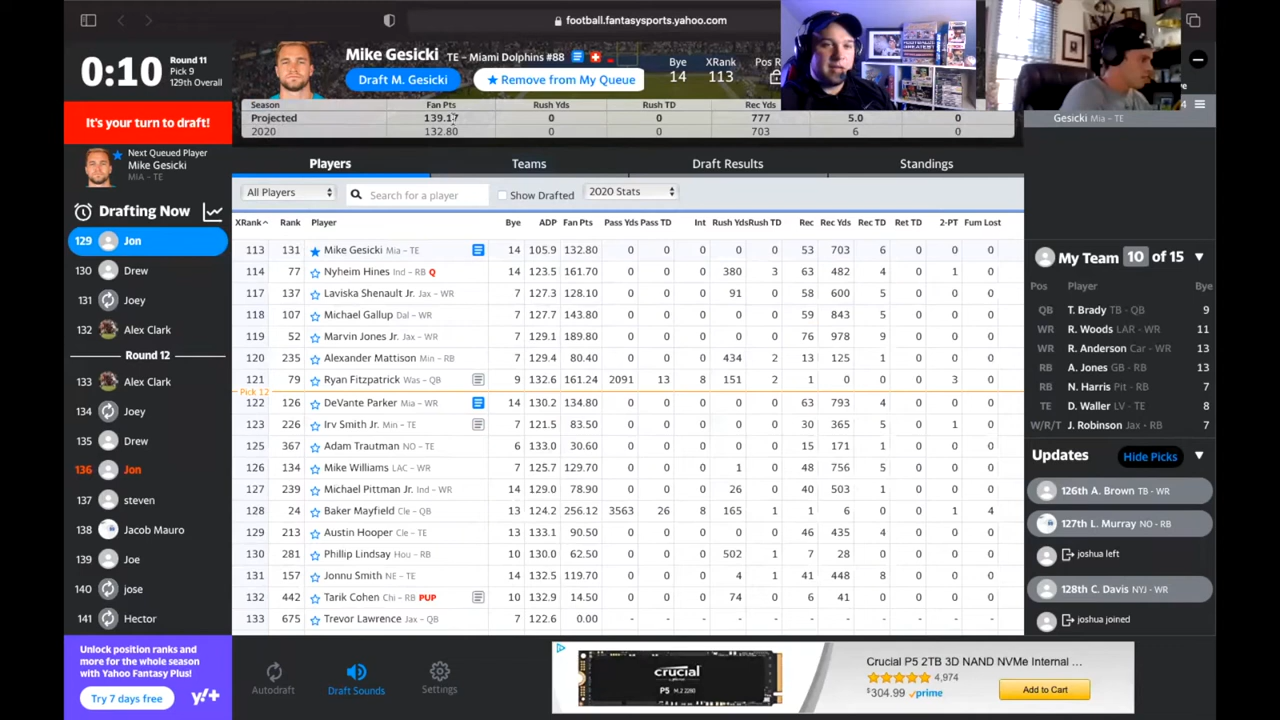 football.fantasysports.yahoo.com
0:10
Round 11
Pick 9
129th Overall
Mike Gesicki TE – Miami Dolphins #88
Draft M. Gesicki
★ Remove from My Queue
Bye
14
XRank
113
Pos R
It's your turn to draft!
Season Fan Pts Rush Yds Rush TD Rec Yds
Projected 139.17 0 0 777 5.0 0
2020 132.80 0 0 703 6 0
Gesicki Mia – TE
Next Queued Player
Mike Gesicki
MIA – TE
Drafting Now
129 Jon
130 Drew
131 Joey
132 Alex Clark
Round 12
133 Alex Clark
134 Joey
135 Drew
136 Jon
137 steven
138 Jacob Mauro
139 Joe
140 jose
141 Hector
Unlock position ranks and
more for the whole season
with Yahoo Fantasy Plus!
Try 7 days free
y!+
Players Teams Draft Results Standings
All Players Search for a player Show Drafted 2020 Stats
XRank Rank Player Bye ADP Fan Pts Pass Yds Pass TD Int Rush Yds Rush TD Rec Rec Yds Rec TD Ret TD 2-PT Fum Lost
113 131 Mike Gesicki Mia – TE 14 105.9 132.80 0 0 0 0 0 53 703 6 0 0 0
114 77 Nyheim Hines Ind – RB Q 14 123.5 161.70 0 0 0 380 3 63 482 4 0 1 0
117 137 Laviska Shenault Jr. Jax – WR 7 127.3 128.10 0 0 0 91 0 58 600 5 0 0 0
118 107 Michael Gallup Dal – WR 7 127.7 143.80 0 0 0 0 0 59 843 5 0 0 0
119 52 Marvin Jones Jr. Jax – WR 7 129.1 189.80 0 0 0 0 0 76 978 9 0 0 0
120 235 Alexander Mattison Min – RB 7 129.4 80.40 0 0 0 434 2 13 125 1 0 0 0
121 79 Ryan Fitzpatrick Was – QB 9 132.6 161.24 2091 13 8 151 2 1 0 0 0 3 0
Pick 12
122 126 DeVante Parker Mia – WR 14 130.2 134.80 0 0 0 0 0 63 793 4 0 0 0
123 226 Irv Smith Jr. Min – TE 7 121.5 83.50 0 0 0 0 0 30 365 5 0 1 0
125 367 Adam Trautman NO – TE 6 133.0 30.60 0 0 0 0 0 15 171 1 0 0 0
126 134 Mike Williams LAC – WR 7 125.7 129.70 0 0 0 1 0 48 756 5 0 0 0
127 239 Michael Pittman Jr. Ind – WR 14 129.0 78.90 0 0 0 26 0 40 503 1 0 0 0
128 24 Baker Mayfield Cle – QB 13 124.2 256.12 3563 26 8 165 1 1 6 0 0 1 4
129 213 Austin Hooper Cle – TE 13 133.1 90.50 0 0 0 0 0 46 435 4 0 0 0
130 281 Phillip Lindsay Hou – RB 10 130.0 62.50 0 0 0 502 1 7 28 0 0 0 0
131 157 Jonnu Smith NE – TE 14 132.5 119.70 0 0 0 4 1 41 448 8 0 0 0
132 442 Tarik Cohen Chi – RB PUP 10 132.9 14.50 0 0 0 74 0 6 41 0 0 0 0
133 675 Trevor Lawrence Jax – QB 7 122.6 0.00 - - - - - - - - - - -
My Team 10 of 15
Pos Player Bye
QB T. Brady TB - QB 9
WR R. Woods LAR - WR 11
WR R. Anderson Car - WR 13
RB A. Jones GB - RB 13
RB N. Harris Pit - RB 7
TE D. Waller LV - TE 8
W/R/T J. Robinson Jax - RB 7
Updates Hide Picks
126th A. Brown TB - WR
127th L. Murray NO - RB
joshua left
128th C. Davis NYJ - WR
joshua joined
Autodraft
Draft Sounds
Settings
crucial
P5 M.2 2280
Crucial P5 2TB 3D NAND NVMe Internal ...
4,974
$304.99 prime
Add to Cart